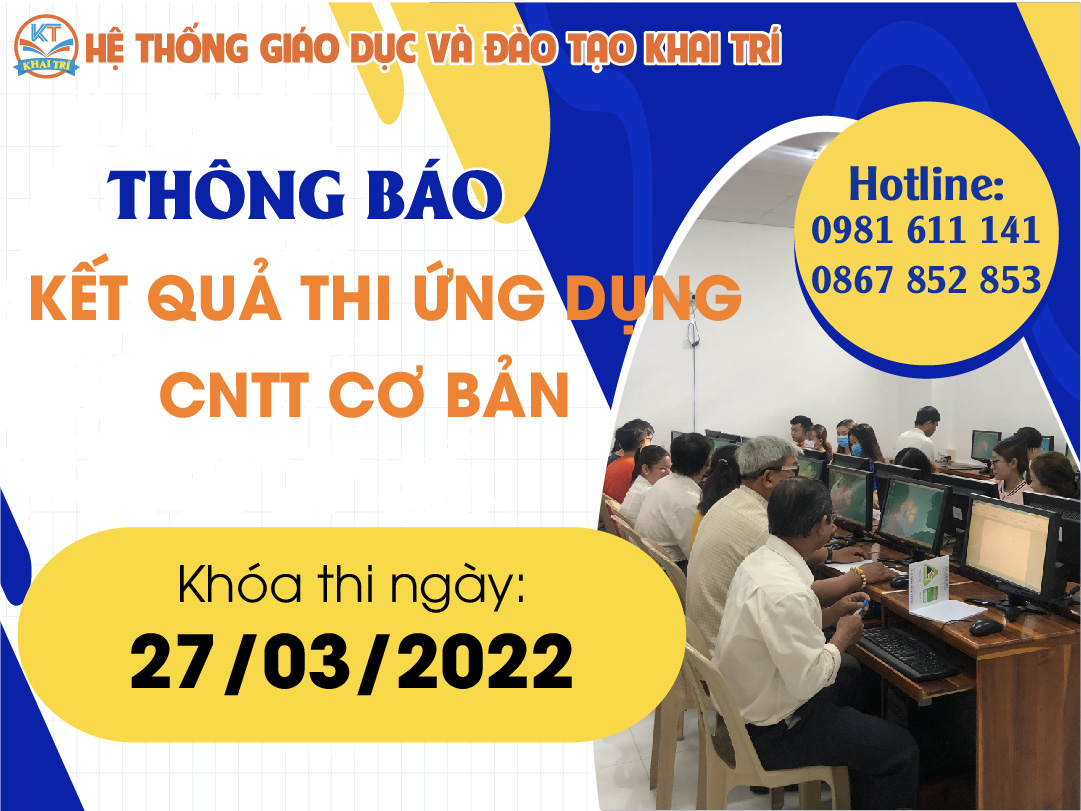 KT
KHAI TRÍ
HỆ THỐNG GIÁO DỤC VÀ ĐÀO TẠO KHAI TRÍ
THÔNG BÁO
KẾT QUẢ THI ỨNG DỤNG
CNTT CƠ BẢN
Hotline:
0981 611 141
0867 852 853
Khóa thi ngày:
27/03/2022